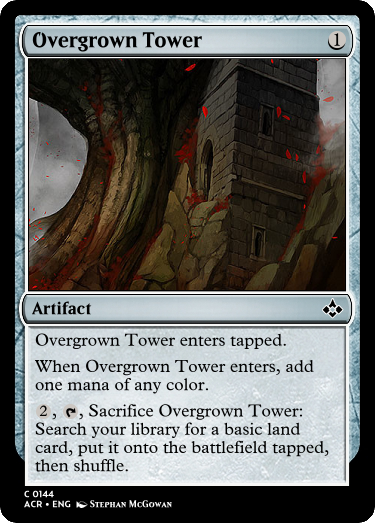 Overgrown Tower 1
Artifact
Overgrown Tower enters tapped.
When Overgrown Tower enters, add
one mana of any color.
2, , Sacrifice Overgrown Tower:
Search your library for a basic land
card, put it onto the battlefield tapped,
then shuffle.
C 0144
ACR • ENG Stephan McGowan